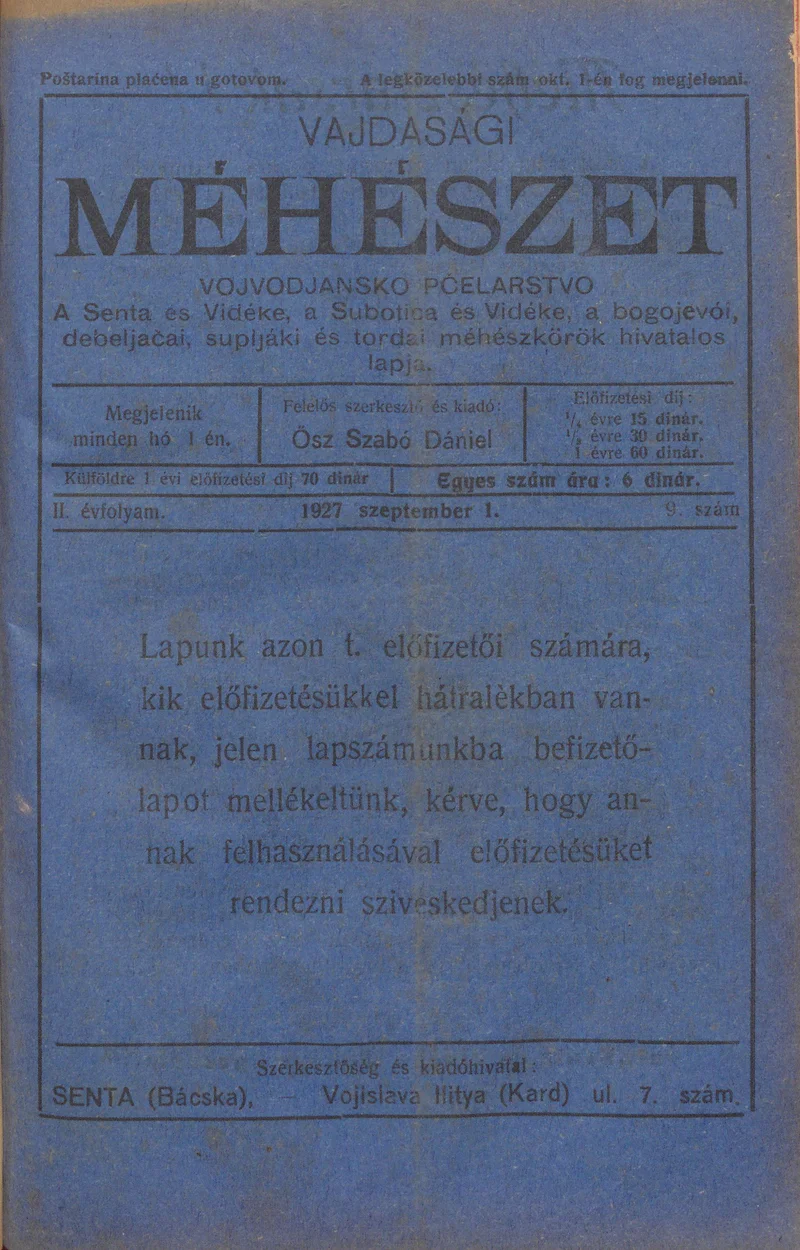 Poštarina plaćena u gotovom. A legközelebbi szám okt. 1-én fog megjelenni.
VAJDASÁGI
MÉHÉSZET
VOJVODJANSKO PČELARSTVO
A Senta és Vidéke, a Subotica és Vidéke, a bogojevói,
debeljačai, supljáki és tordai méhészkörök hivatalos
lapja.
Megjelenik
minden hó 1 én.
Felelős szerkesztő és kiadó:
Ősz Szabó Dániel
Előfizetési díj:
¼ évre 15 dinár.
½ évre 30 dinár.
1 évre 60 dinár.
Külföldre 1 évi előfizetési díj 70 dinár | Egyes szám ára: 6 dinár.
II. évfolyam. 1927 szeptember 1. 9. szám
Lapunk azon t. előfizetői számára,
kik előfizetésükkel hátralékban van-
nak, jelen lapszámunkba befizető-
lapot mellékeltünk, kérve, hogy an-
nak felhasználásával előfizetésüket
rendezni sziveskedjenek.
Szerkesztőség és kiadóhivatal:
SENTA (Bácska), — Vojislava Ilitya (Kard) ul. 7. szám.